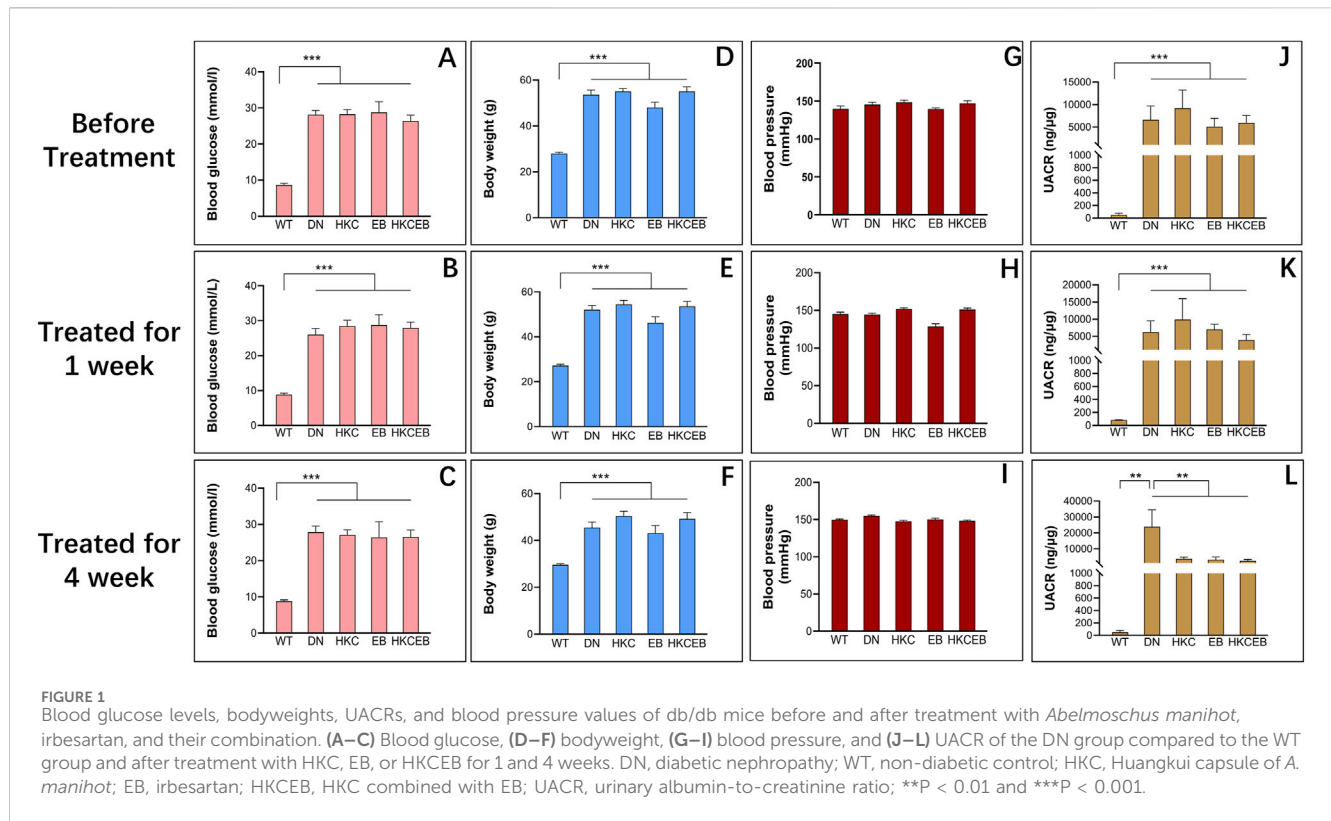 Before
Treatment
A
***
Blood glucose (mmol/l)
40
30
20
10
0
WT DN HKC EB HKCEB
D
***
Body weight (g)
60
40
20
0
WT DN HKC EB HKCEB
G
Blood pressure
(mmHg)
200
150
100
50
0
WT DN HKC EB HKCEB
J
***
UACR (ng/μg)
15000
10000
5000
1000
800
600
400
200
0
WT DN HKC EB HKCEB
Treated for
1 week
B
***
Blood glucose (mmol/L)
40
30
20
10
0
WT DN HKC EB HKCEB
E
***
Body weight (g)
60
40
20
0
WT DN HKC EB HKCEB
H
Blood pressure
(mmHg)
200
150
100
50
0
WT DN HKC EB HKCEB
K
***
UACR (ng/μg)
20000
15000
10000
5000
1000
800
600
400
200
0
WT DN HKC EB HKCEB
Treated for
4 week
C
***
Blood glucose (mmol/l)
40
30
20
10
0
WT DN HKC EB HKCEB
F
***
Body weight (g)
60
40
20
0
WT DN HKC EB HKCEB
I
Blood pressure
(mmHg)
200
150
100
50
0
WT DN HKC EB HKCEB
L
** **
UACR (ng/μg)
40000
30000
20000
10000
1000
800
600
400
200
0
WT DN HKC EB HKCEB
FIGURE 1
Blood glucose levels, bodyweights, UACRs, and blood pressure values of db/db mice before and after treatment with Abelmoschus manihot,
irbesartan, and their combination. (A–C) Blood glucose, (D–F) bodyweight, (G–I) blood pressure, and (J–L) UACR of the DN group compared to the WT
group and after treatment with HKC, EB, or HKCEB for 1 and 4 weeks. DN, diabetic nephropathy; WT, non-diabetic control; HKC, Huangkui capsule of A.
manihot; EB, irbesartan; HKCEB, HKC combined with EB; UACR, urinary albumin-to-creatinine ratio; **P < 0.01 and ***P < 0.001.